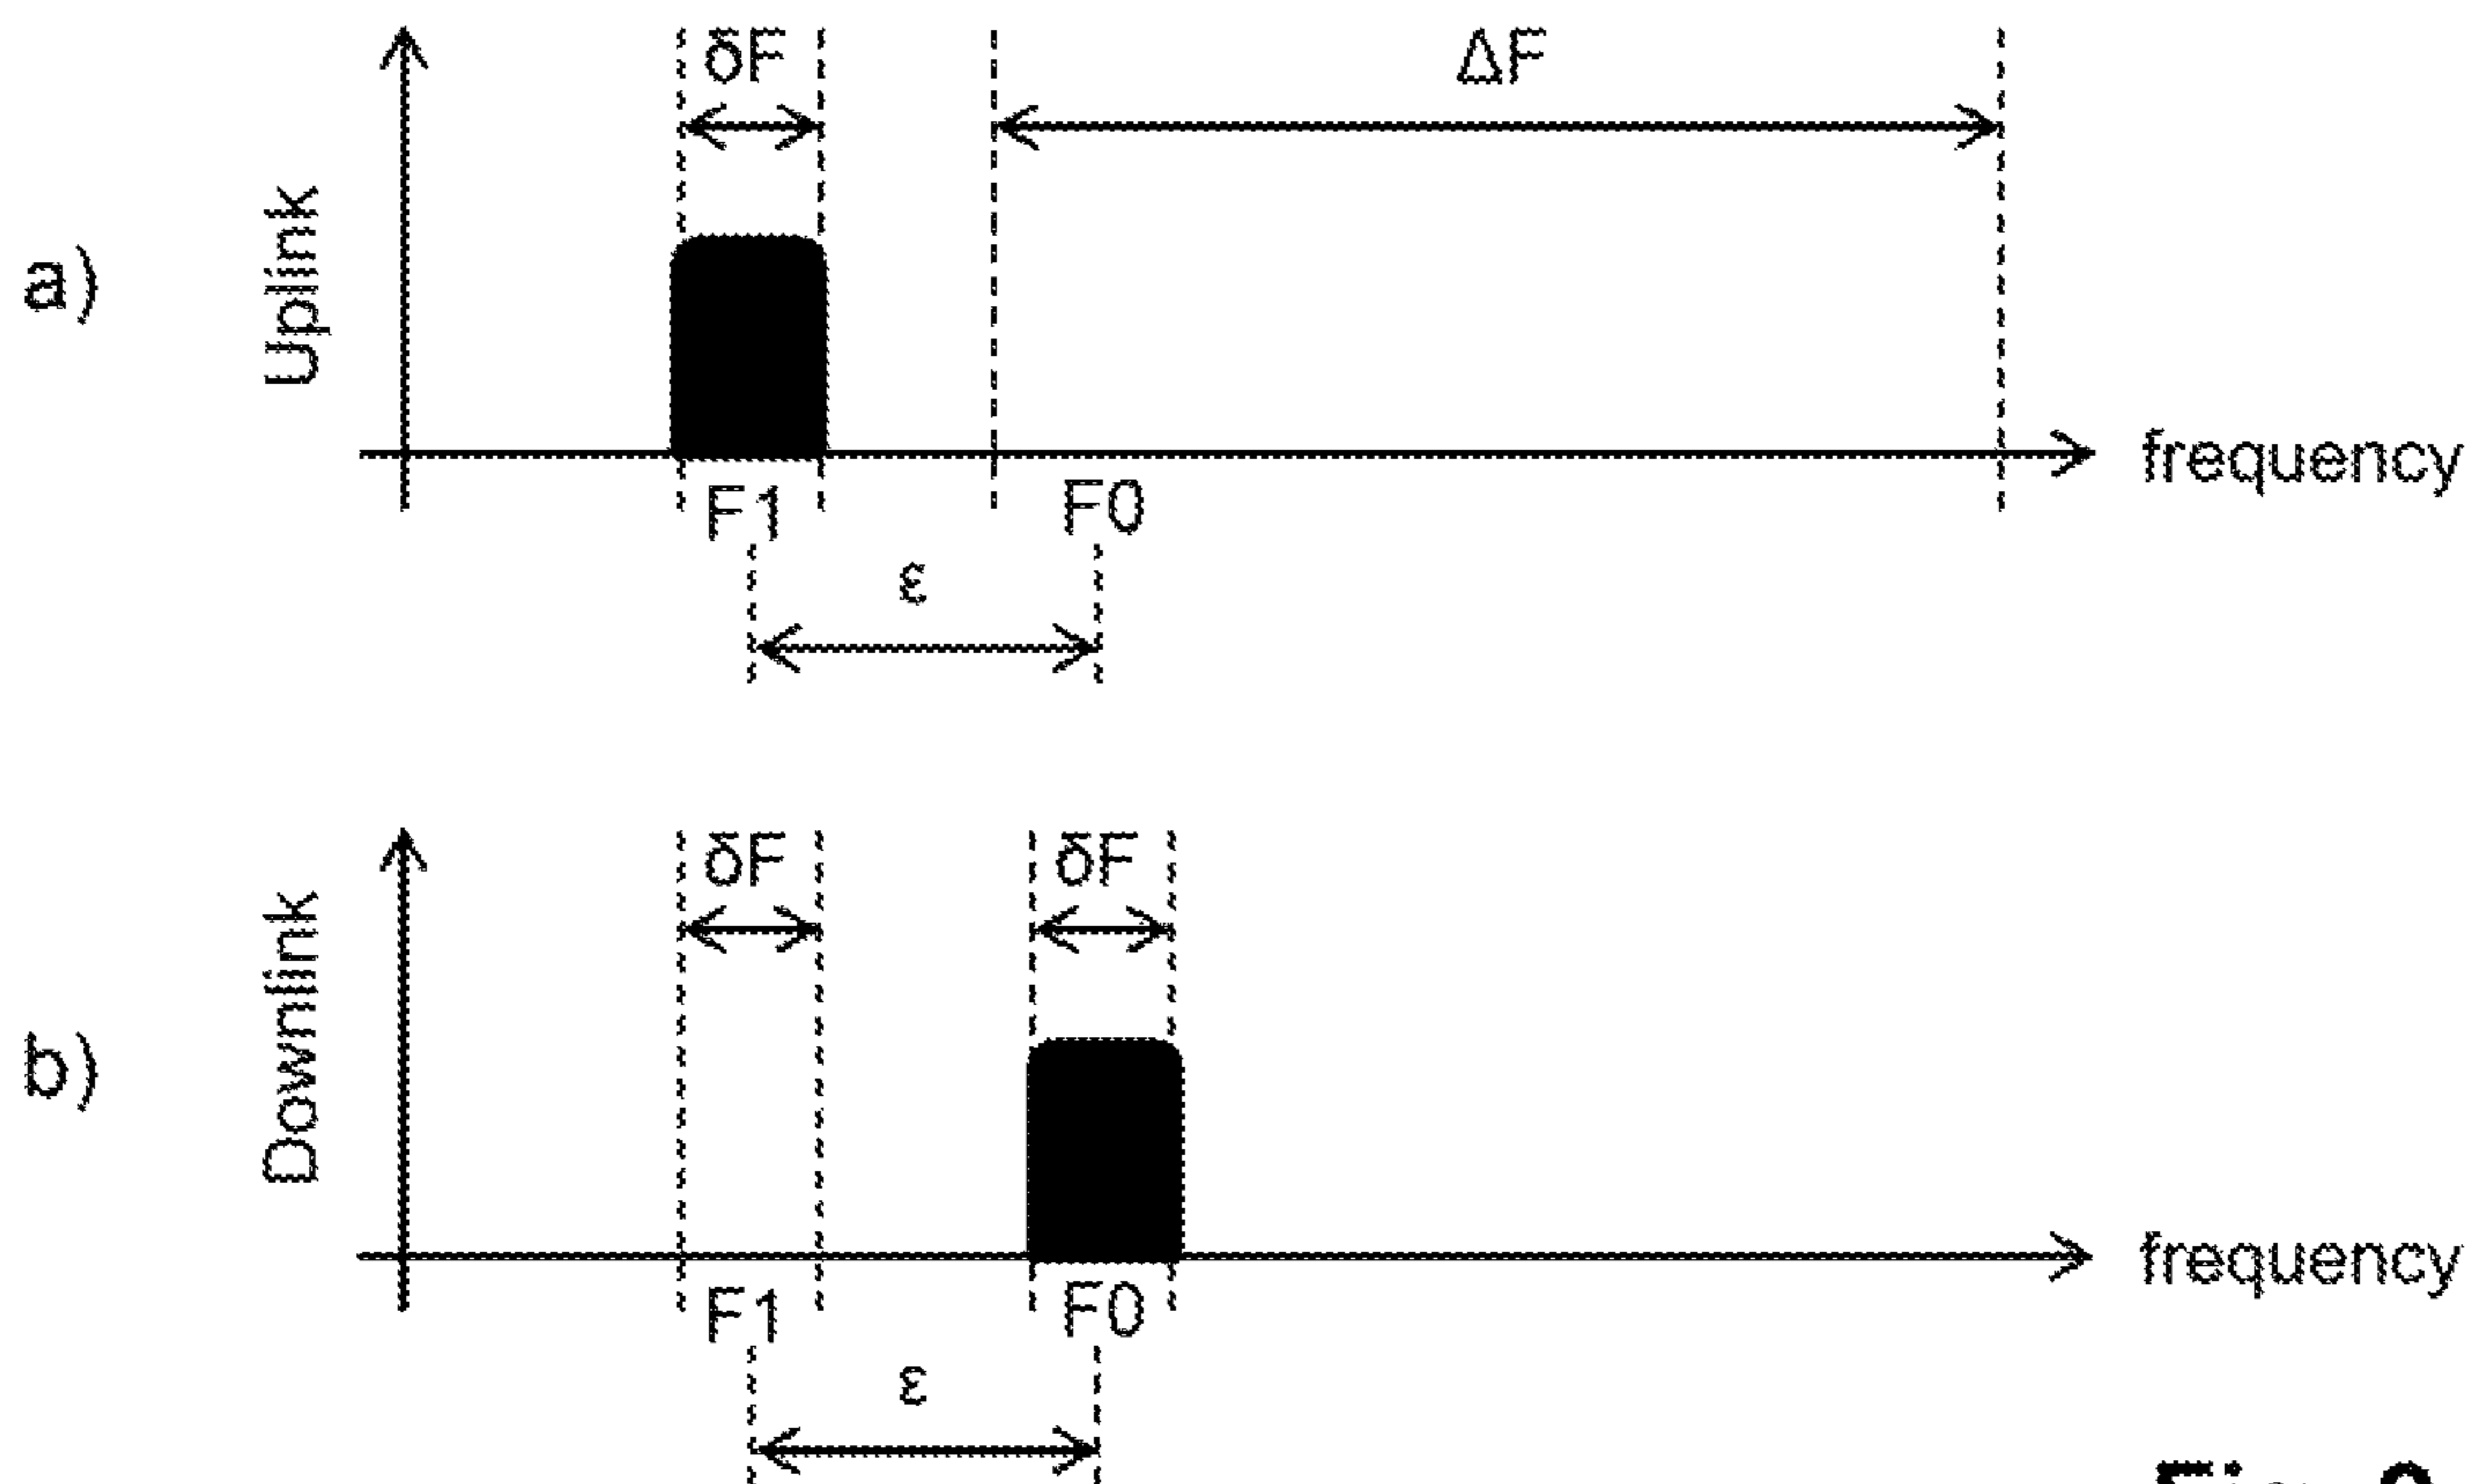 δF
ΔF
a)
Uplink
frequency
F1
F0
ε
δF
δF
b)
Downlink
frequency
F1
F0
ε